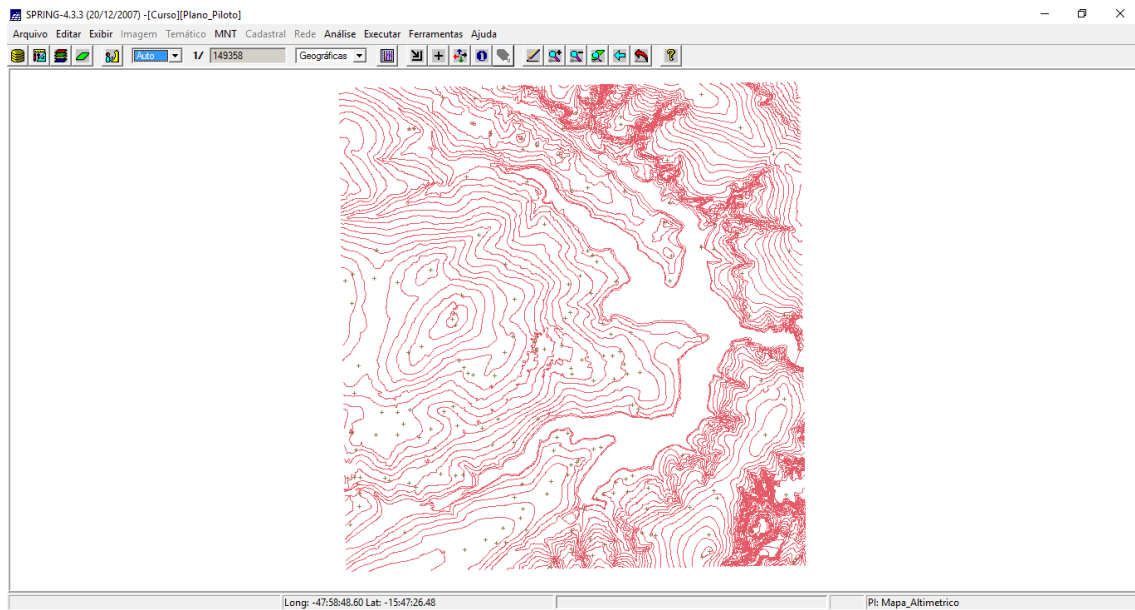 SPRING-4.3.3 (20/12/2007) -[Curso][Plano_Piloto]
Arquivo Editar Exibir Imagem Temático MNT Cadastral Rede Análise Executar Ferramentas Ajuda
Auto 1/ 149358 Geográficas
Long: -47:58:48.60 Lat: -15:47:26.48 PI: Mapa_Altimetrico